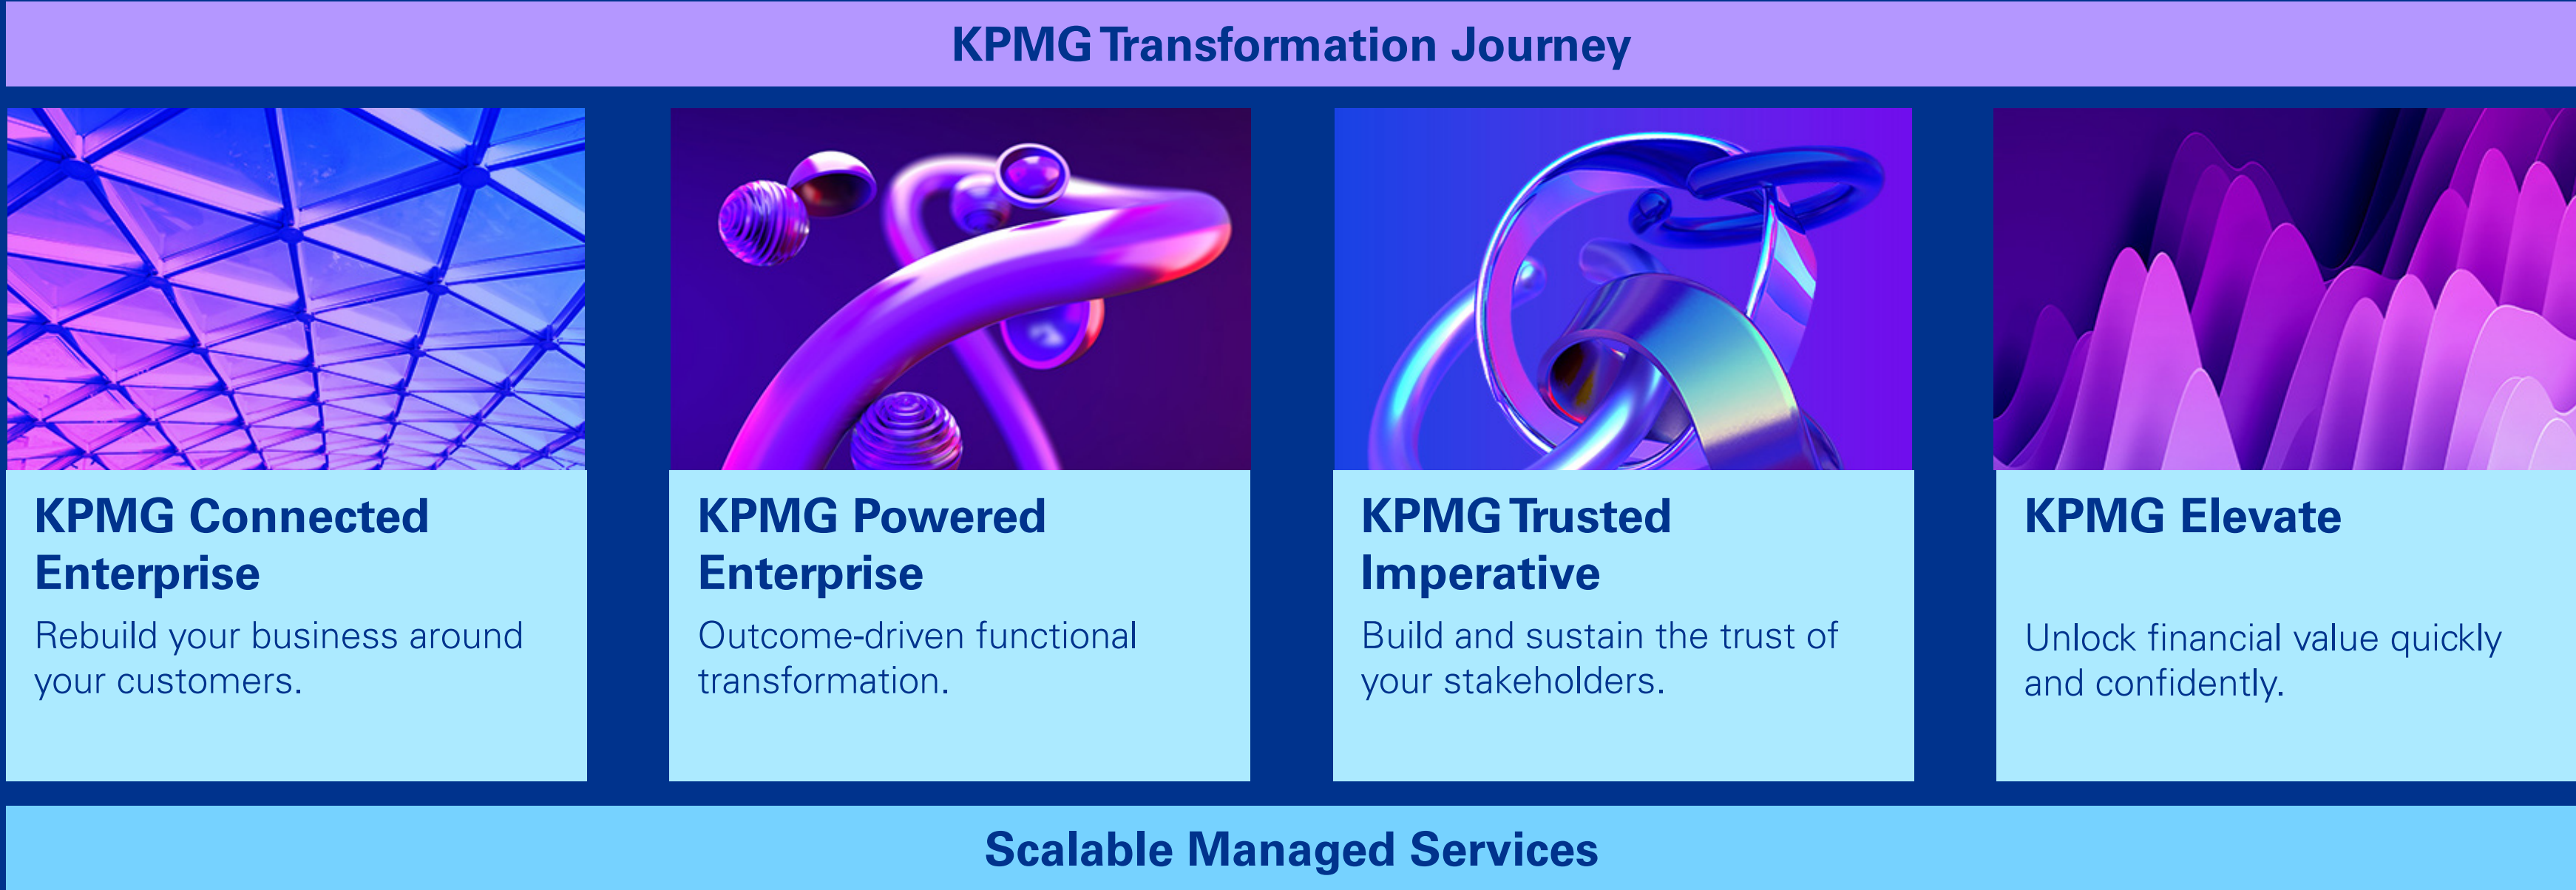 KPMG Transformation Journey
KPMG Connected
Enterprise
Rebuild your business around
your customers.
KPMG Powered
Enterprise
Outcome-driven functional
transformation.
KPMG Trusted
Imperative
Build and sustain the trust of
your stakeholders.
KPMG Elevate
Unlock financial value quickly
and confidently.
Scalable Managed Services